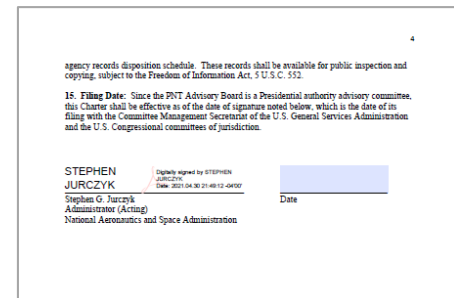 4
agency records disposition schedule. These records shall be available for public inspection and
copying, subject to the Freedom of Information Act, 5 U.S.C. 552.
15. Filing Date: Since the PNT Advisory Board is a Presidential authority advisory committee,
this Charter shall be effective as of the date of signature noted below, which is the date of its
filing with the Committee Management Secretariat of the U.S. General Services Administration
and the U.S. Congressional committees of jurisdiction.
STEPHEN
JURCZYK
Digitally signed by STEPHEN
JURCZYK
Date: 2021.04.30 21:49:12 -04'00'
Stephen G. Jurczyk
Administrator (Acting)
National Aeronautics and Space Administration
Date